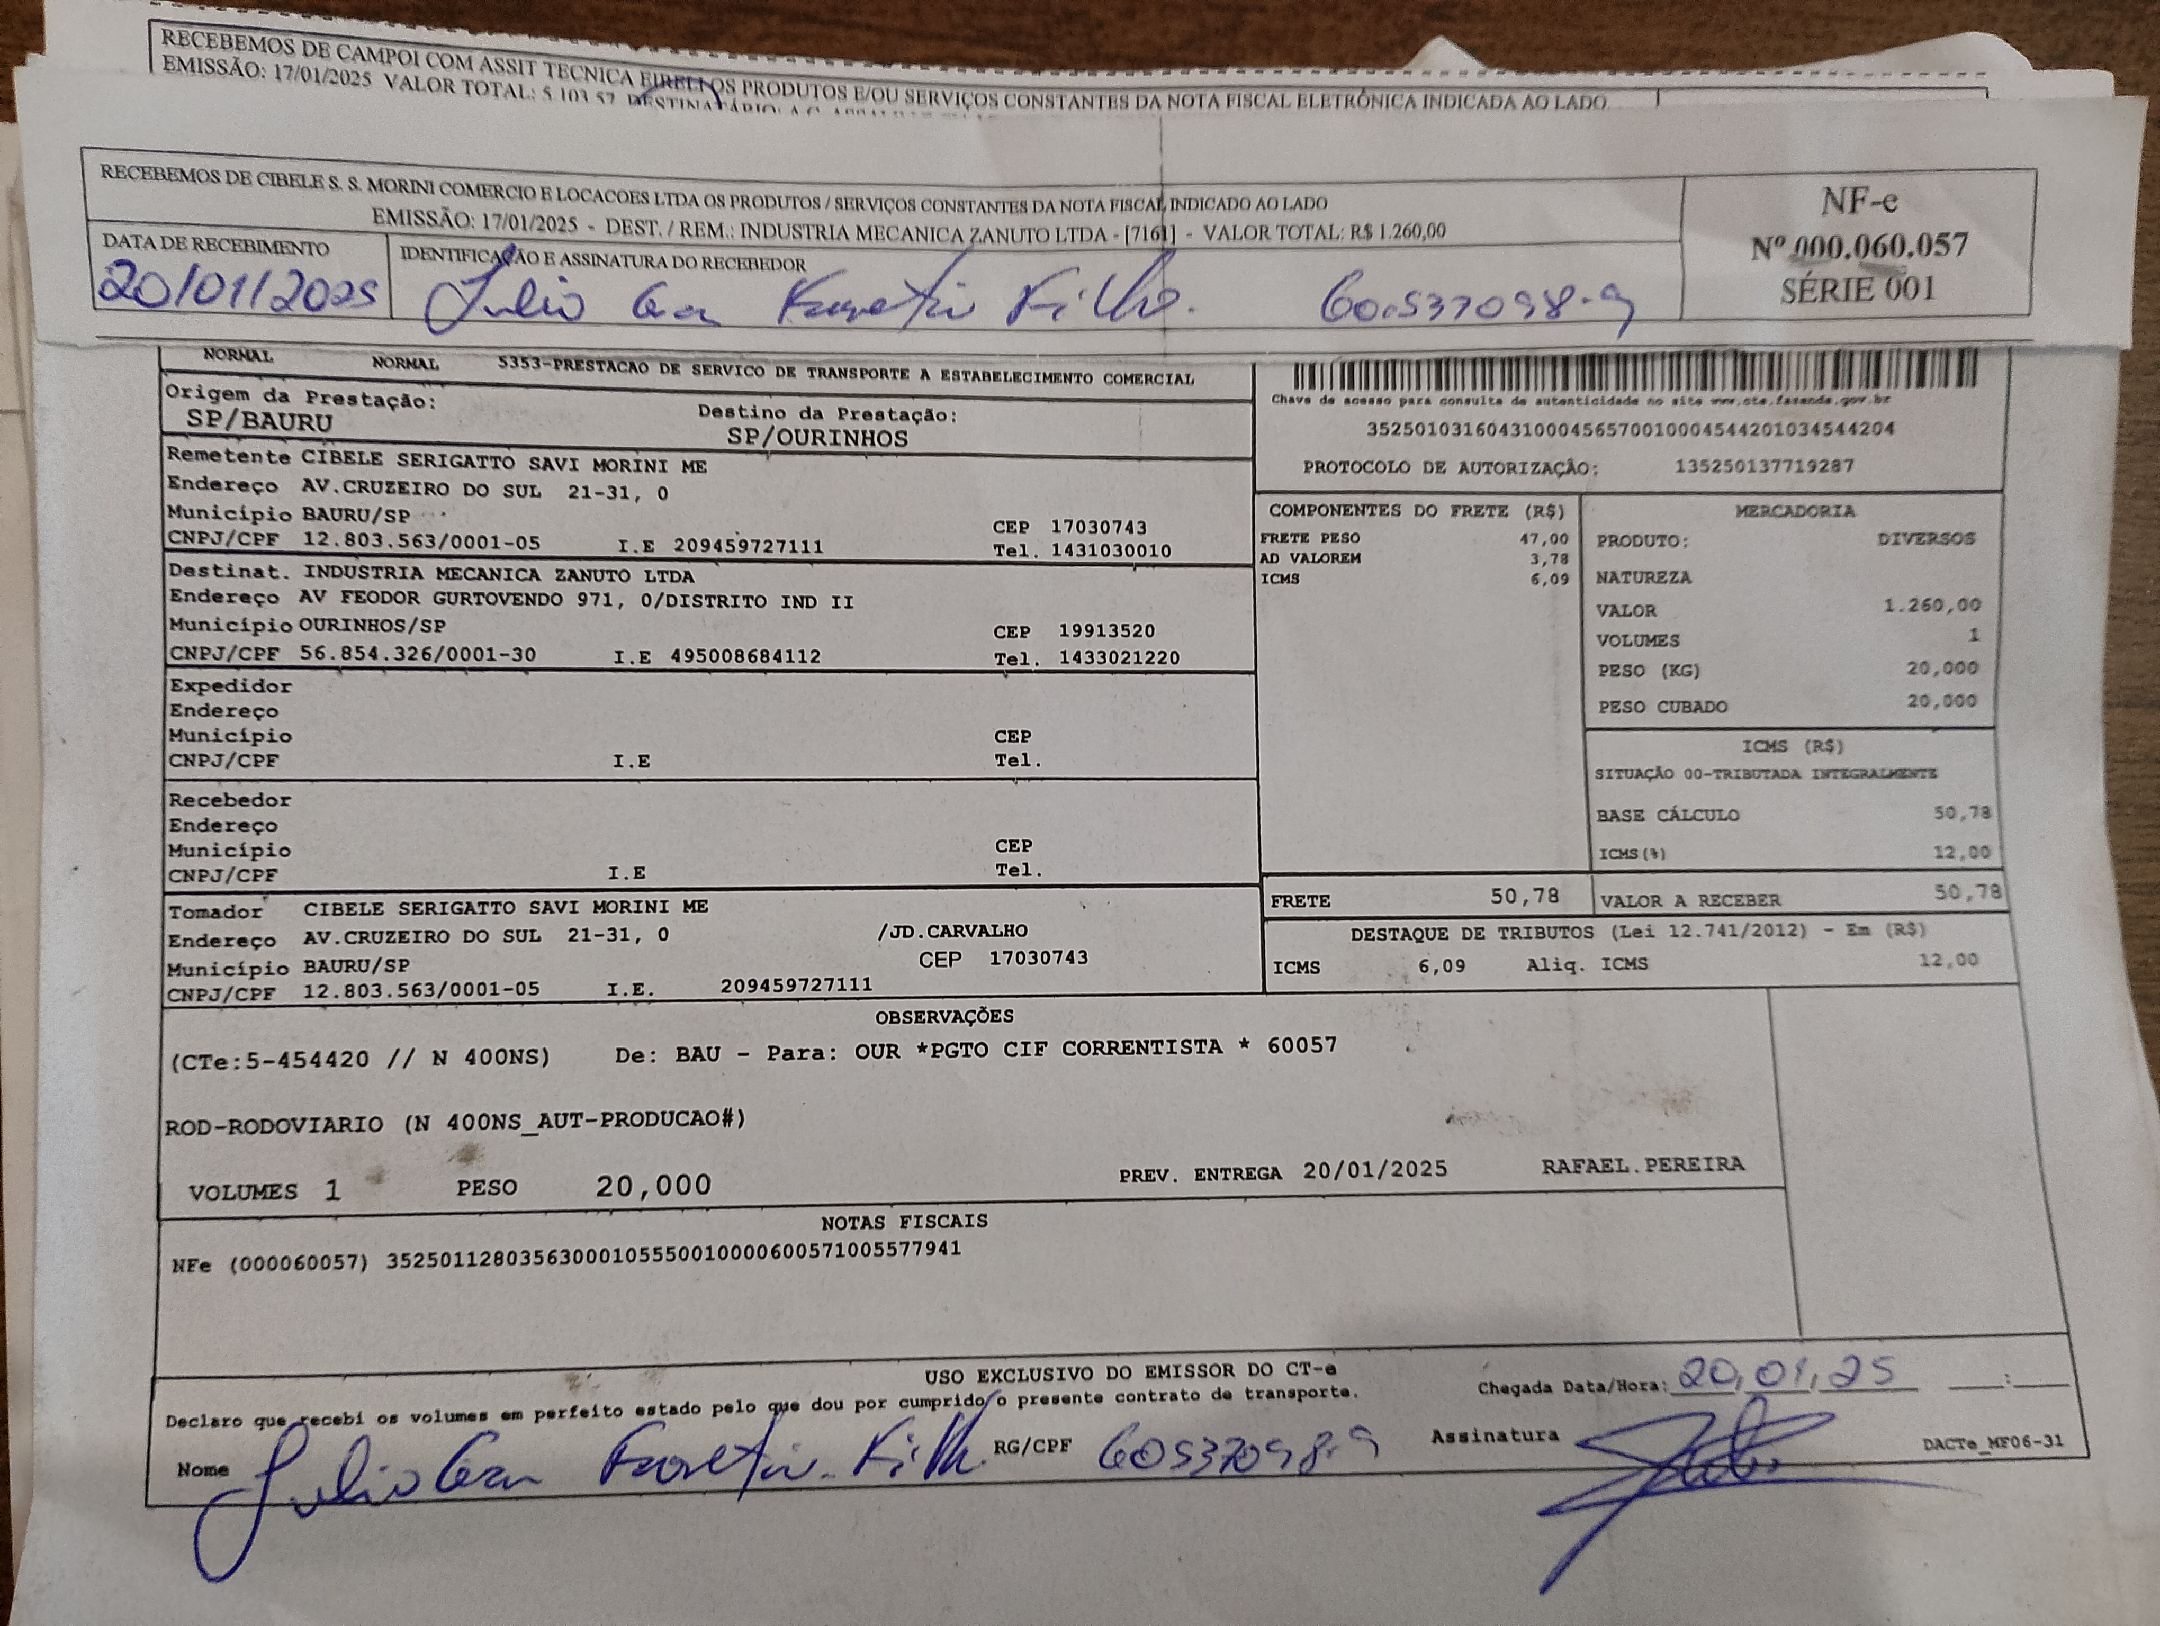 RECEBEMOS DE CAMPOI COM ASSIT TECNICA EIRELI OS PRODUTOS E/OU SERVIÇOS CONSTANTES DA NOTA FISCAL ELETRÔNICA INDICADA AO LADO
EMISSÃO: 17/01/2025 VALOR TOTAL: 5.103,57 DESTINATÁRIO:
RECEBEMOS DE CIBELE S. S. MORINI COMERCIO E LOCACOES LTDA OS PRODUTOS / SERVIÇOS CONSTANTES DA NOTA FISCAL INDICADO AO LADO
EMISSÃO: 17/01/2025 - DEST. / REM.: INDUSTRIA MECANICA ZANUTO LTDA - [7161] - VALOR TOTAL: R$ 1.260,00
NF-e
Nº 000.060.057
SÉRIE 001
DATA DE RECEBIMENTO
20/01/2025
IDENTIFICAÇÃO E ASSINATURA DO RECEBEDOR
Julio Filho. 60.537098-9
NORMAL NORMAL 5353-PRESTACAO DE SERVICO DE TRANSPORTE A ESTABELECIMENTO COMERCIAL
Origem da Prestação: Destino da Prestação:
SP/BAURU SP/OURINHOS
Chave de acesso para consulta de autenticidade no site www.cte.fazenda.gov.br
35250103160431000456570010004544201034544204
PROTOCOLO DE AUTORIZAÇÃO: 135250137719287
Remetente CIBELE SERIGATTO SAVI MORINI ME
Endereço AV.CRUZEIRO DO SUL 21-31, 0
Município BAURU/SP CEP 17030743
CNPJ/CPF 12.803.563/0001-05 I.E 209459727111 Tel. 1431030010
Destinat. INDUSTRIA MECANICA ZANUTO LTDA
Endereço AV FEODOR GURTOVENDO 971, 0/DISTRITO IND II
Município OURINHOS/SP CEP 19913520
CNPJ/CPF 56.854.326/0001-30 I.E 495008684112 Tel. 1433021220
Expedidor
Endereço
Município CEP
CNPJ/CPF I.E Tel.
Recebedor
Endereço
Município CEP
CNPJ/CPF I.E Tel.
Tomador CIBELE SERIGATTO SAVI MORINI ME
Endereço AV.CRUZEIRO DO SUL 21-31, 0 /JD.CARVALHO
Município BAURU/SP CEP 17030743
CNPJ/CPF 12.803.563/0001-05 I.E. 209459727111
COMPONENTES DO FRETE (R$)
FRETE PESO 47,00
AD VALOREM 3,78
ICMS 6,09
MERCADORIA
PRODUTO: DIVERSOS
NATUREZA
VALOR 1.260,00
VOLUMES 1
PESO (KG) 20,000
PESO CUBADO 20,000
ICMS (R$)
SITUAÇÃO 00-TRIBUTADA INTEGRALMENTE
BASE CÁLCULO 50,78
ICMS(%) 12,00
FRETE 50,78 VALOR A RECEBER 50,78
DESTAQUE DE TRIBUTOS (Lei 12.741/2012) - Em (R$)
ICMS 6,09 Aliq. ICMS 12,00
OBSERVAÇÕES
(CTe:5-454420 // N 400NS) De: BAU - Para: OUR *PGTO CIF CORRENTISTA * 60057
ROD-RODOVIARIO (N 400NS_AUT-PRODUCAO#)
VOLUMES 1 PESO 20,000 PREV. ENTREGA 20/01/2025 RAFAEL.PEREIRA
NOTAS FISCAIS
NFe (000060057) 35250112803563000105550010000600571005577941
USO EXCLUSIVO DO EMISSOR DO CT-e
Declaro que recebi os volumes em perfeito estado pelo que dou por cumprido o presente contrato de transporte.
Chegada Data/Hora: 20,01,25 :
Nome Julio RG/CPF 60537098-9 Assinatura
DACTe_MF06-31